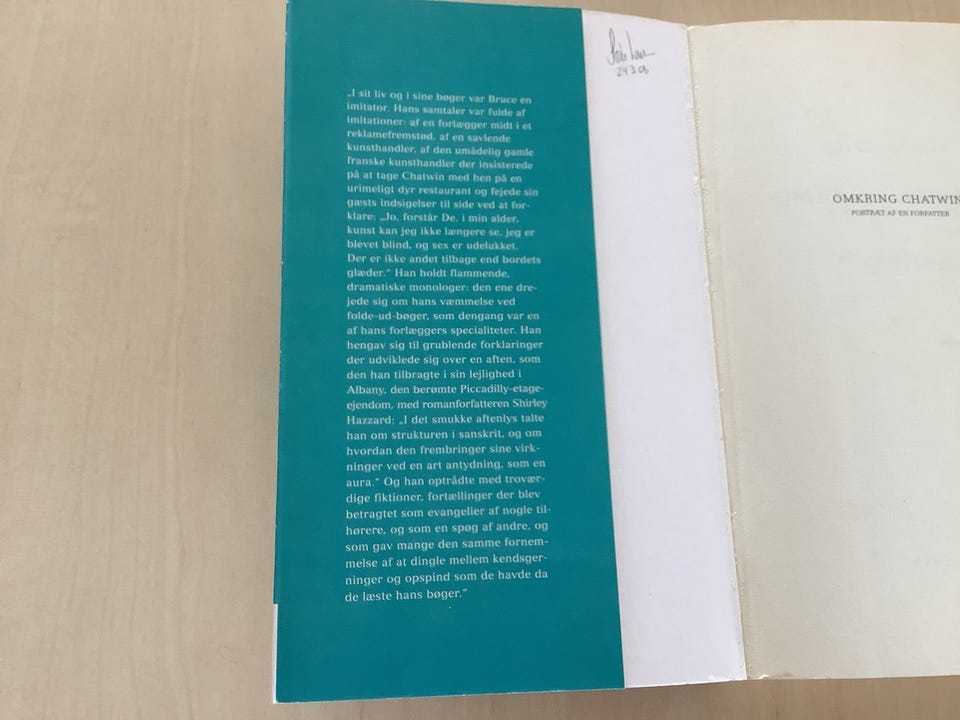 „I sit liv og i sine bøger var Bruce en
imitator. Hans samtaler var fulde af
imitationer: af en forlægger midt i et
reklamefremstød, af en savlende
kunsthandler, af den umådelig gamle
franske kunsthandler der insisterede
på at tage Chatwin med hen på en
urimeligt dyr restaurant og fejede sin
gæsts indsigelser til side ved at for-
klare: „Jo, forstår De, i min alder,
kunst kan jeg ikke længere se, jeg er
blevet blind, og sex er udelukket.
Der er ikke andet tilbage end bordets
glæder.“ Han holdt flammende,
dramatiske monologer: den ene dre-
jede sig om hans væmmelse ved
folde-ud-bøger, som dengang var en
af hans forlæggers specialiteter. Han
hengav sig til grublende forklaringer
der udviklede sig over en aften, som
den han tilbragte i sin lejlighed i
Albany, den berømte Piccadilly-etage-
ejendom, med romanforfatteren Shirley
Hazzard: „I det smukke aftenlys talte
han om strukturen i sanskrit, og om
hvordan den frembringer sine virk-
ninger ved en art antydning, som en
aura.“ Og han optrådte med trovær-
dige fiktioner, fortællinger der blev
betragtet som evangelier af nogle til-
hørere, og som en spøg af andre, og
som gav mange den samme fornem-
melse af at dingle mellem kendsger-
ninger og opspind som de havde da
de læste hans bøger.“
24 3 03
OMKRING CHATWIN
PORTRÆT AF EN FORFATTER